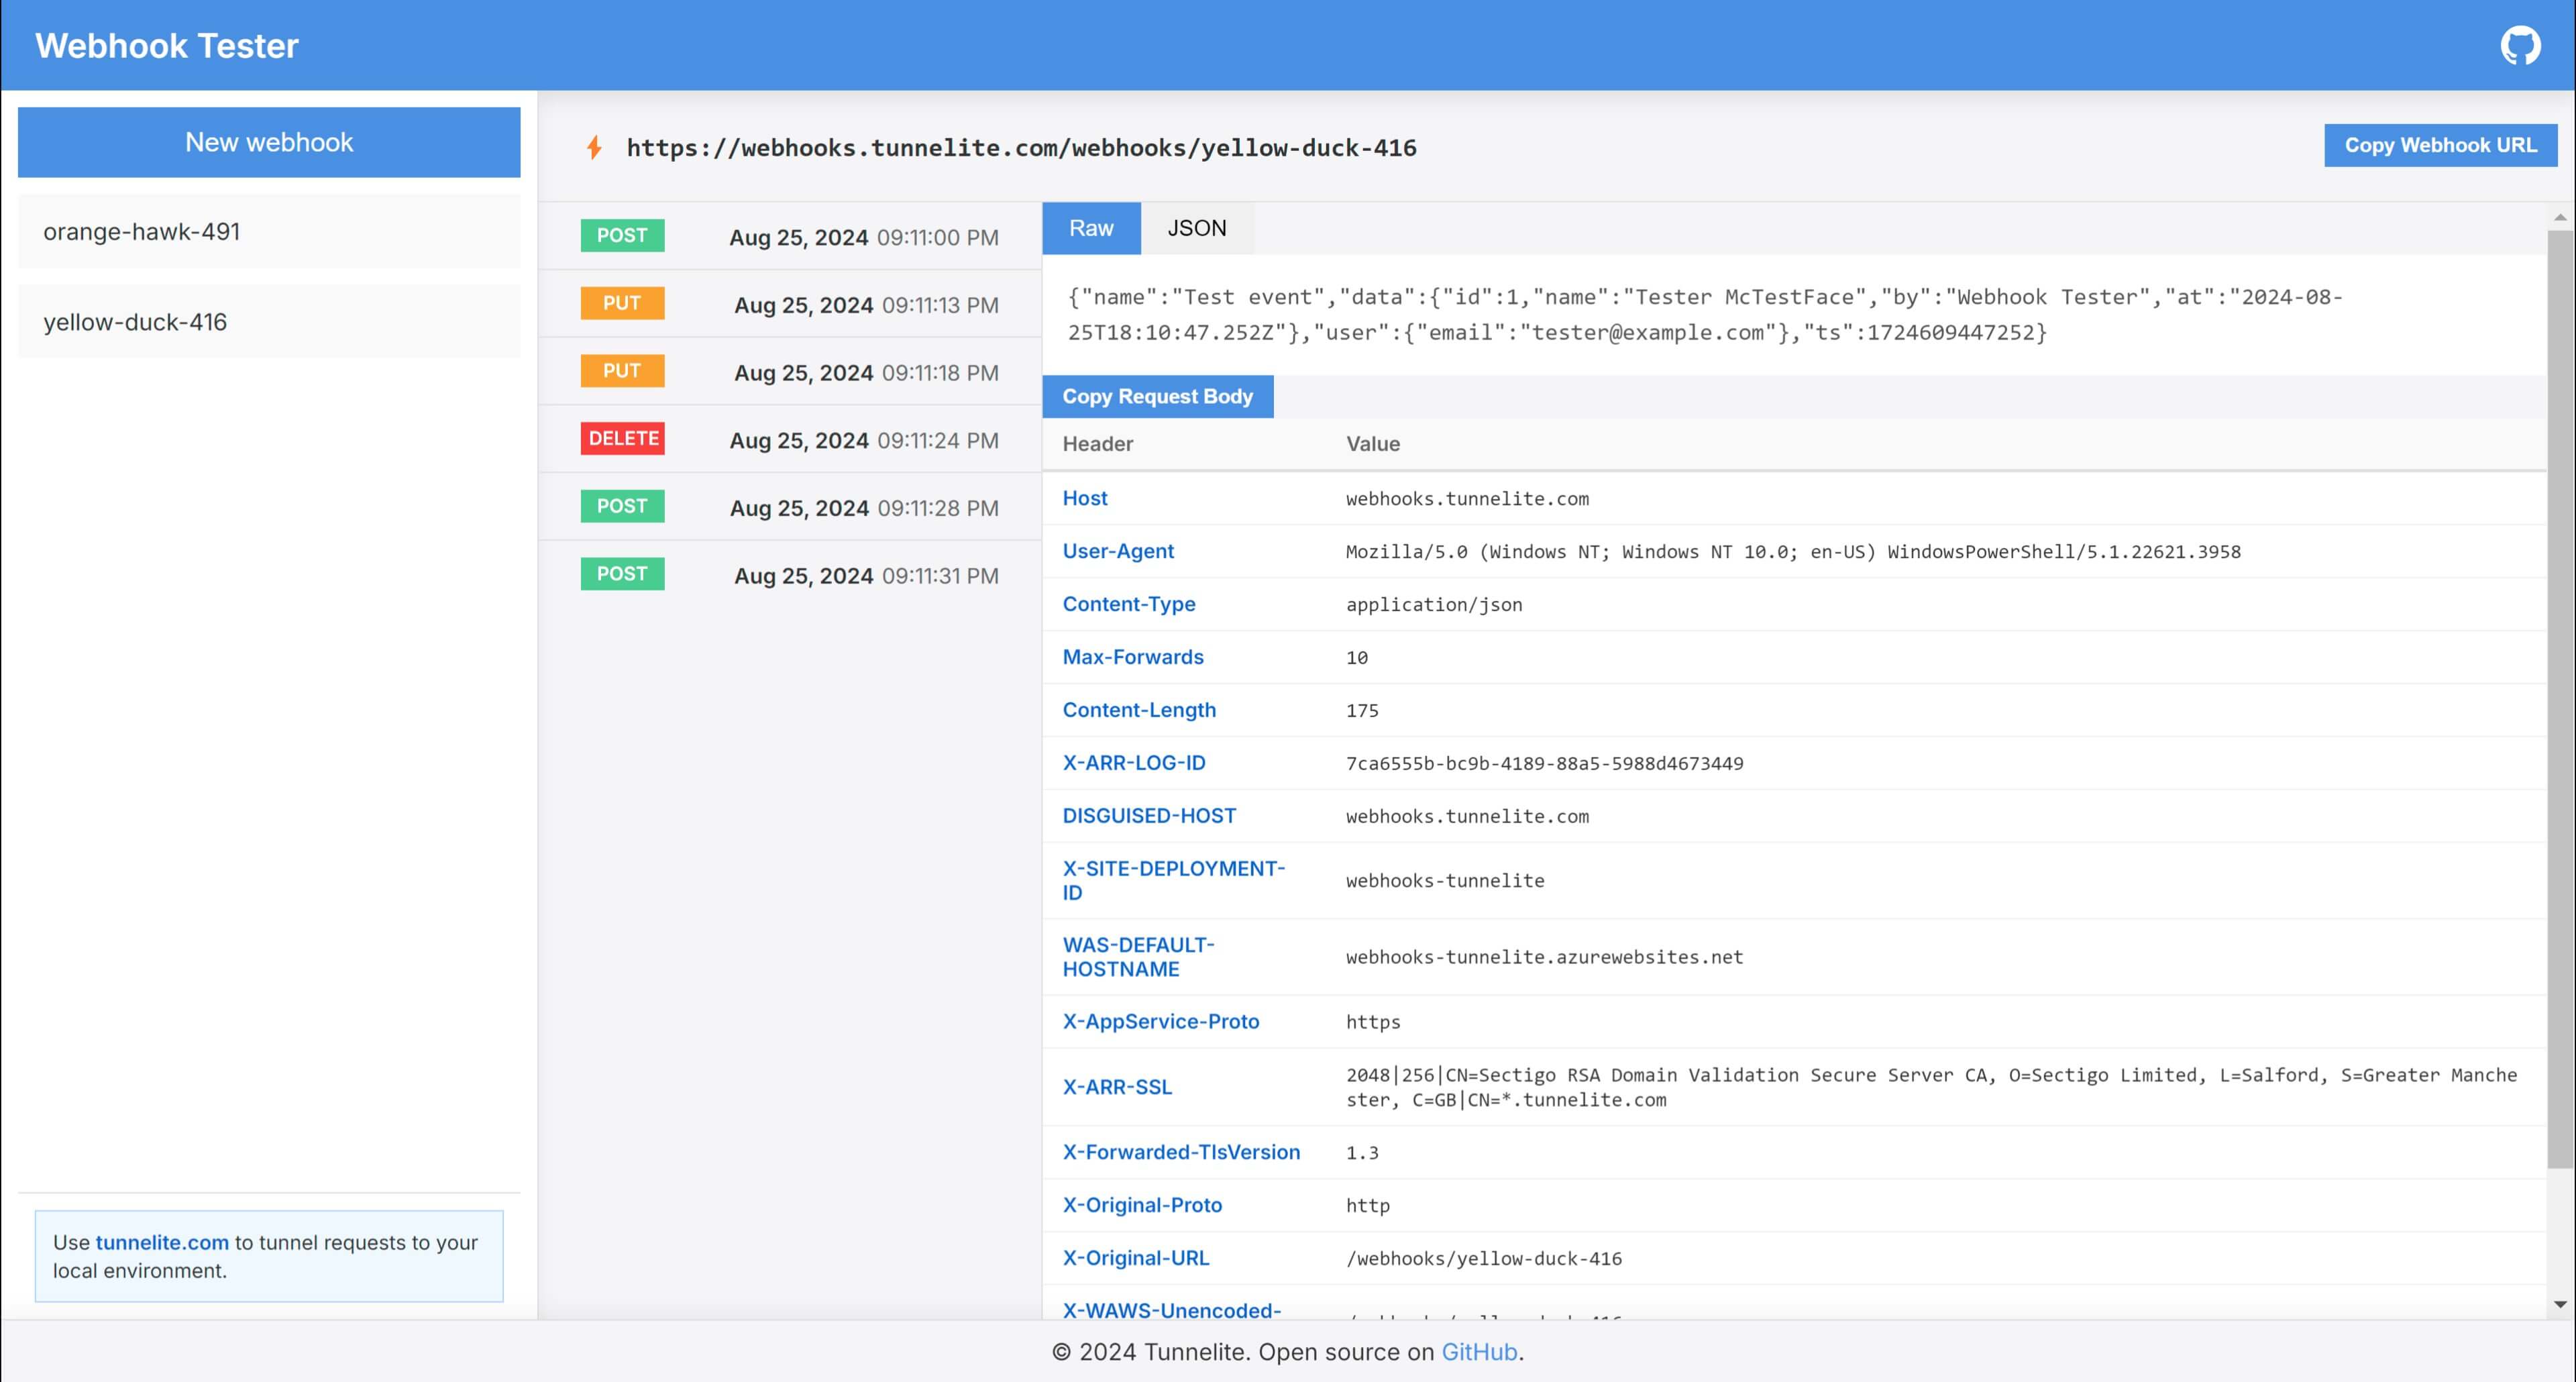 Webhook Tester
New webhook
orange-hawk-491
yellow-duck-416
Use tunnelite.com to tunnel requests to your
local environment.
https://webhooks.tunnelite.com/webhooks/yellow-duck-416
Copy Webhook URL
POST Aug 25, 2024 09:11:00 PM
PUT Aug 25, 2024 09:11:13 PM
PUT Aug 25, 2024 09:11:18 PM
DELETE Aug 25, 2024 09:11:24 PM
POST Aug 25, 2024 09:11:28 PM
POST Aug 25, 2024 09:11:31 PM
Raw JSON
{"name":"Test event","data":{"id":1,"name":"Tester McTestFace","by":"Webhook Tester","at":"2024-08-
25T18:10:47.252Z"},"user":{"email":"tester@example.com"},"ts":1724609447252}
Copy Request Body
Header Value
Host webhooks.tunnelite.com
User-Agent Mozilla/5.0 (Windows NT; Windows NT 10.0; en-US) WindowsPowerShell/5.1.22621.3958
Content-Type application/json
Max-Forwards 10
Content-Length 175
X-ARR-LOG-ID 7ca6555b-bc9b-4189-88a5-5988d4673449
DISGUISED-HOST webhooks.tunnelite.com
X-SITE-DEPLOYMENT-
ID
webhooks-tunnelite
WAS-DEFAULT-
HOSTNAME
webhooks-tunnelite.azurewebsites.net
X-AppService-Proto https
X-ARR-SSL
2048|256|CN=Sectigo RSA Domain Validation Secure Server CA, O=Sectigo Limited, L=Salford, S=Greater Manche
ster, C=GB|CN=*.tunnelite.com
X-Forwarded-TlsVersion 1.3
X-Original-Proto http
X-Original-URL /webhooks/yellow-duck-416
X-WAWS-Unencoded-
© 2024 Tunnelite. Open source on GitHub.